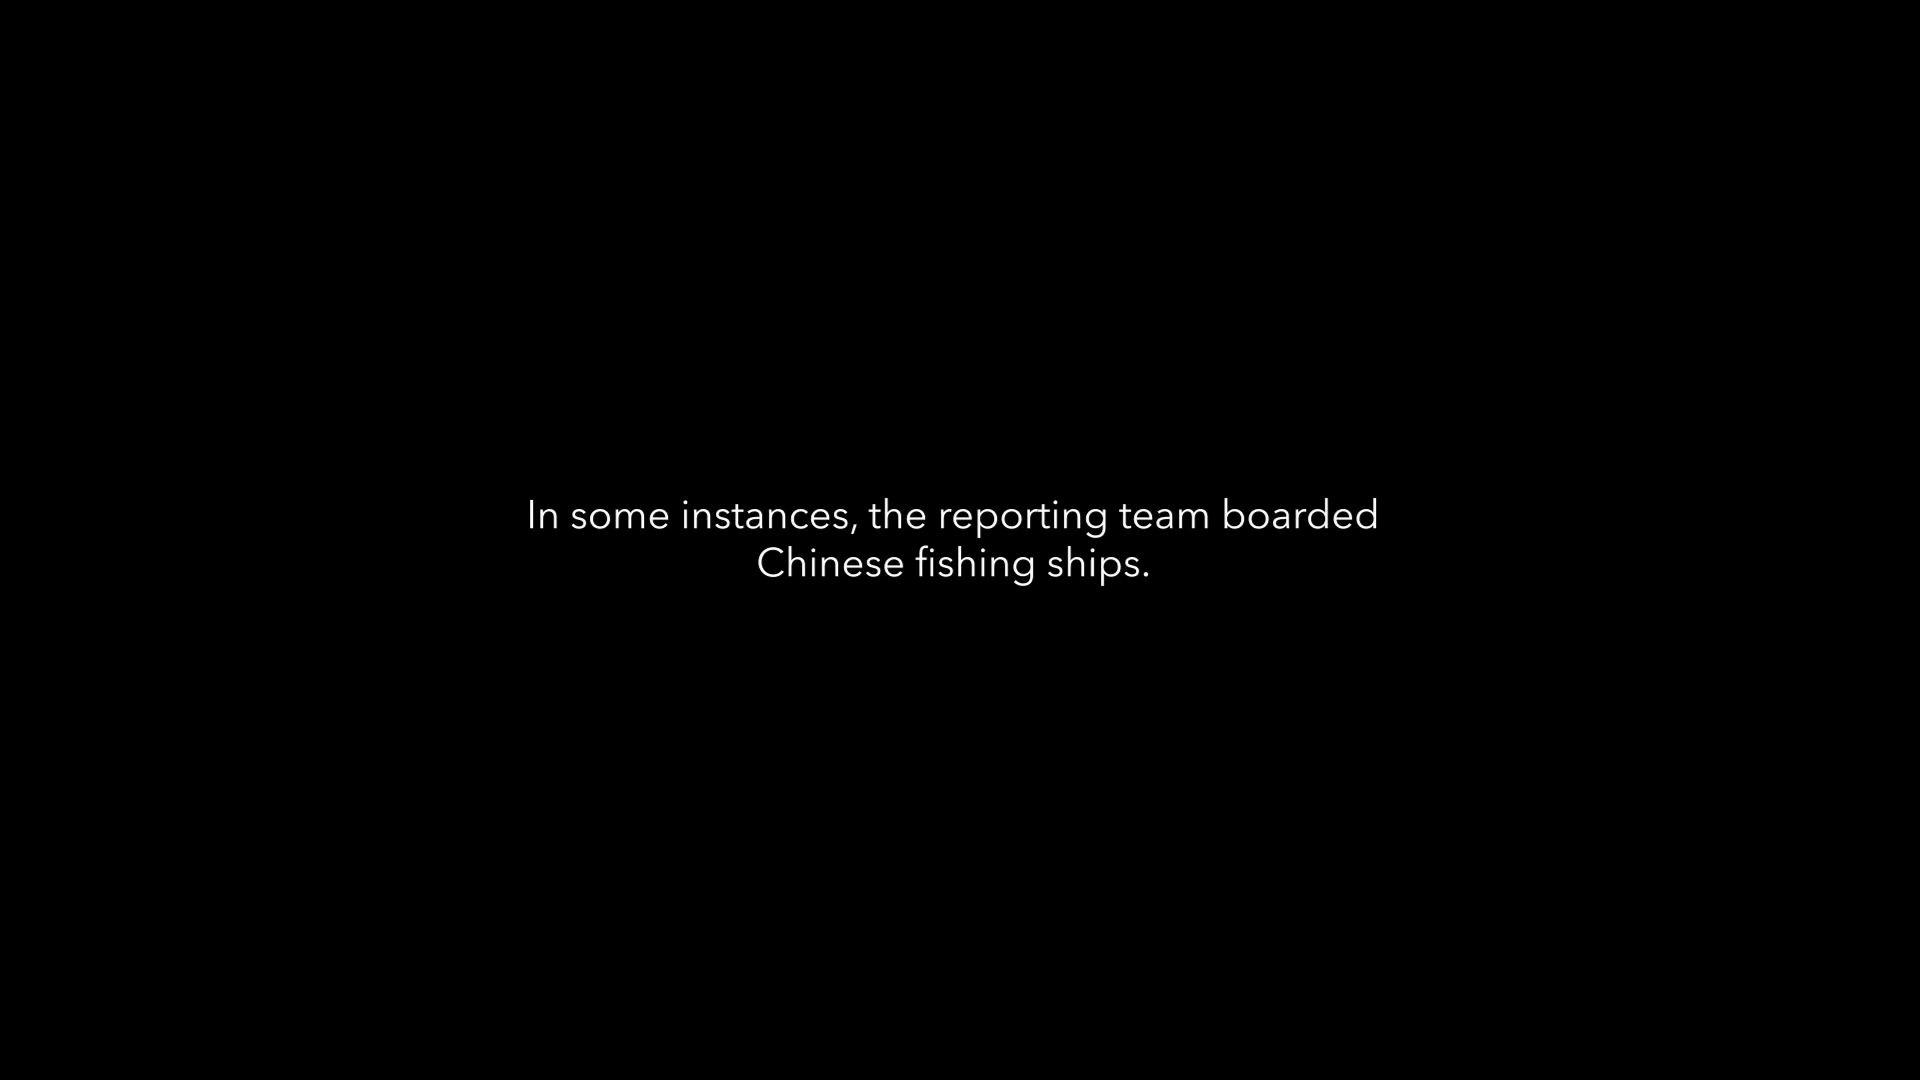 In some instances, the reporting team boarded
Chinese fishing ships.